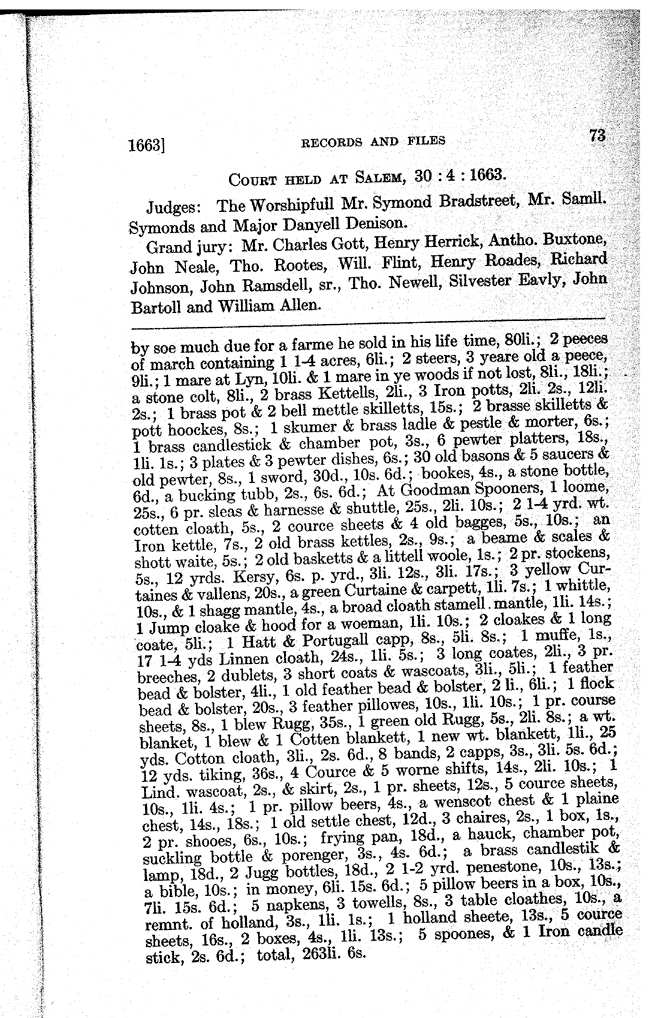 1663]
RECORDS AND FILES
73
COURT HELD AT SALEM, 30 : 4 : 1663.
Judges: The Worshipfull Mr. Symond Bradstreet, Mr. Samll.
Symonds and Major Danyell Denison.
Grand jury: Mr. Charles Gott, Henry Herrick, Antho. Buxtone,
John Neale, Tho. Rootes, Will. Flint, Henry Roades, Richard
Johnson, John Ramsdell, sr., Tho. Newell, Silvester Eavly, John
Bartoll and William Allen.
by soe much due for a farme he sold in his life time, 80li.; 2 peeces
of march containing 1 1-4 acres, 6li.; 2 steers, 3 yeare old a peece,
9li.; 1 mare at Lyn, 10li. & 1 mare in ye woods if not lost, 8li., 18li.;
a stone colt, 8li., 2 brass Kettells, 2li., 3 Iron potts, 2li. 2s., 12li.
2s.; 1 brass pot & 2 bell mettle skilletts, 15s.; 2 brasse skilletts &
pott hoockes, 8s.; 1 skumer & brass ladle & pestle & morter, 6s.;
1 brass candlestick & chamber pot, 3s., 6 pewter platters, 18s.,
1li. 1s.; 3 plates & 3 pewter dishes, 6s.; 30 old basons & 5 saucers &
old pewter, 8s., 1 sword, 30d., 10s. 6d.; bookes, 4s., a stone bottle,
6d., a bucking tubb, 2s., 6s. 6d.; At Goodman Spooners, 1 loome,
25s., 6 pr. sleas & harnesse & shuttle, 25s., 2li. 10s.; 2 1-4 yrd. wt.
cotten cloath, 5s., 2 cource sheets & 4 old bagges, 5s., 10s.; an
Iron kettle, 7s., 2 old brass kettles, 2s., 9s.; a beame & scales &
shott waite, 5s.; 2 old basketts & a littell woole, 1s.; 2 pr. stockens,
5s., 12 yrds. Kersy, 6s. p. yrd., 3li. 12s., 3li. 17s.; 3 yellow Cur-
taines & vallens, 20s., a green Curtaine & carpett, 1li. 7s.; 1 whittle,
10s., & 1 shagg mantle, 4s., a broad cloath stamell mantle, 1li. 14s.;
1 Jump cloake & hood for a woeman, 1li. 10s.; 2 cloakes & 1 long
coate, 5li.; 1 Hatt & Portugall capp, 8s., 5li. 8s.; 1 muffe, 1s.,
17 1-4 yds Linnen cloath, 24s., 1li. 5s.; 3 long coates, 2li., 3 pr.
breeches, 2 dublets, 3 short coats & wascoats, 3li., 5li.; 1 feather
bead & bolster, 4li., 1 old feather bead & bolster, 2 li., 6li.; 1 flock
bead & bolster, 20s., 3 feather pillowes, 10s., 1li. 10s.; 1 pr. course
sheets, 8s., 1 blew Rugg, 35s., 1 green old Rugg, 5s., 2li. 8s.; a wt.
blanket, 1 blew & 1 Cotten blankett, 1 new wt. blankett, 1li., 25
yds. Cotton cloath, 3li., 2s. 6d., 8 bands, 2 capps, 3s., 3li. 5s. 6d.;
12 yds. tiking, 36s., 4 Cource & 5 worne shifts, 14s., 2li. 10s.; 1
Lind. wascoat, 2s., & skirt, 2s., 1 pr. sheets, 12s., 5 cource sheets,
10s., 1li. 4s.; 1 pr. pillow beers, 4s., a wenscot chest & 1 plaine
chest, 14s., 18s.; 1 old settle chest, 12d., 3 chaires, 2s., 1 box, 1s.,
2 pr. shooes, 6s., 10s.; frying pan, 18d., a hauck, chamber pot,
suckling bottle & porenger, 3s., 4s. 6d.; a brass candlestik &
lamp, 18d., 2 Jugg bottles, 18d., 2 1-2 yrd. penestone, 10s., 13s.;
a bible, 10s.; in money, 6li. 15s. 6d.; 5 pillow beers in a box, 10s.,
7li. 15s. 6d.; 5 napkens, 3 towells, 8s., 3 table cloathes, 10s., a
remnt. of holland, 3s., 1li. 1s.; 1 holland sheete, 13s., 5 cource
sheets, 16s., 2 boxes, 4s., 1li. 13s.; 5 spoones, & 1 Iron candle
stick, 2s. 6d.; total, 263li. 6s.